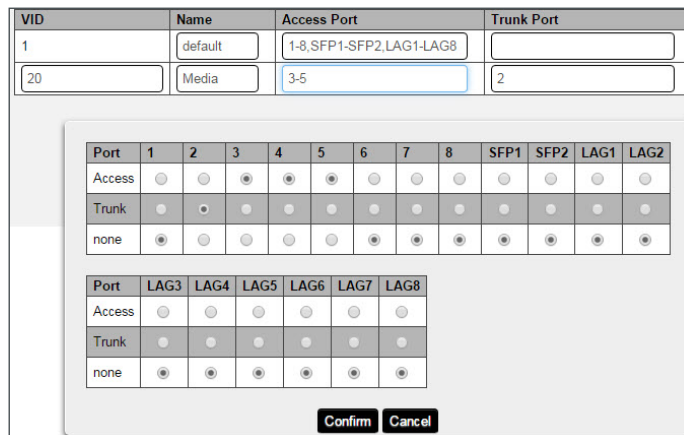 VID Name Access Port Trunk Port
1 default 1-8,SFP1-SFP2,LAG1-LAG8
20 Media 3-5 2
Port 1 2 3 4 5 6 7 8 SFP1 SFP2 LAG1 LAG2
Access
Trunk
none
Port LAG3 LAG4 LAG5 LAG6 LAG7 LAG8
Access
Trunk
none
Confirm Cancel